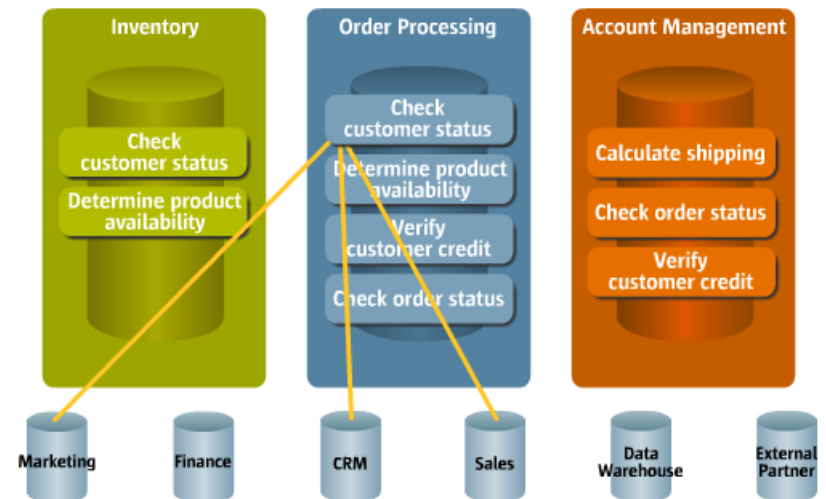 Inventory
Check
customer status
Determine product
availability
Order Processing
Check
customer status
Determine product
availability
Verify
customer credit
Check order status
Account Management
Calculate shipping
Check order status
Verify
customer credit
Marketing
Finance
CRM
Sales
Data
Warehouse
External
Partner